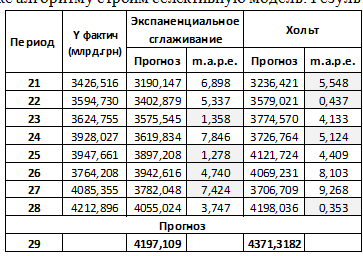 же алгоритму строим селективную модель. Резуль
Период Y фактич (млрд.грн) Экспаненциальное сглаживание Хольт
Прогноз m.a.p.e. Прогноз m.a.p.e.
21 3426,516 3190,147 6,898 3236,421 5,548
22 3594,730 3402,879 5,337 3579,021 0,437
23 3624,755 3575,545 1,358 3774,570 4,133
24 3928,027 3619,834 7,846 3726,764 5,124
25 3947,661 3897,208 1,278 4121,724 4,409
26 3764,208 3942,616 4,740 4069,231 8,103
27 4085,355 3782,048 7,424 3706,709 9,268
28 4212,896 4055,024 3,747 4198,036 0,353
Прогноз
29 4197,109 4371,3182